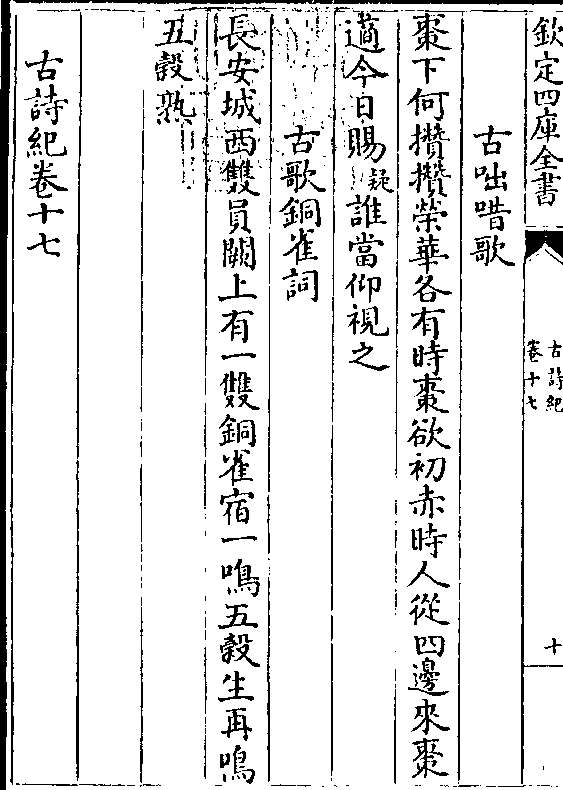 欽定四庫全書
古詩紀
卷十七
十
古咄唶歌
棗下何攢攢榮華各有時棗欲初赤時人從四邊來棗
適今日賜疑誰當仰視之
古歌銅雀詞
長安城西雙員闕上有一雙銅雀宿一鳴五穀生再鳴
五穀熟
古詩紀卷十七